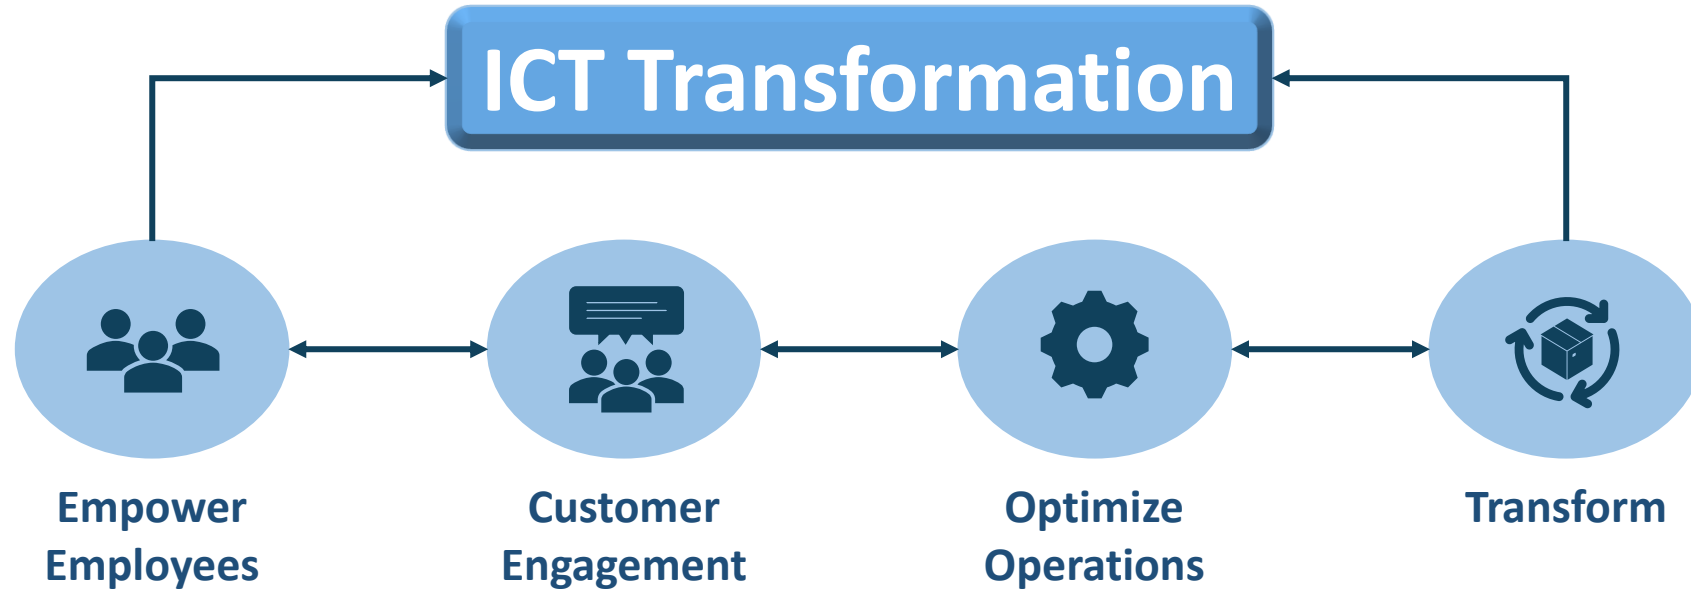 ICT Transformation
Empower
Employees
Customer
Engagement
Optimize
Operations
Transform